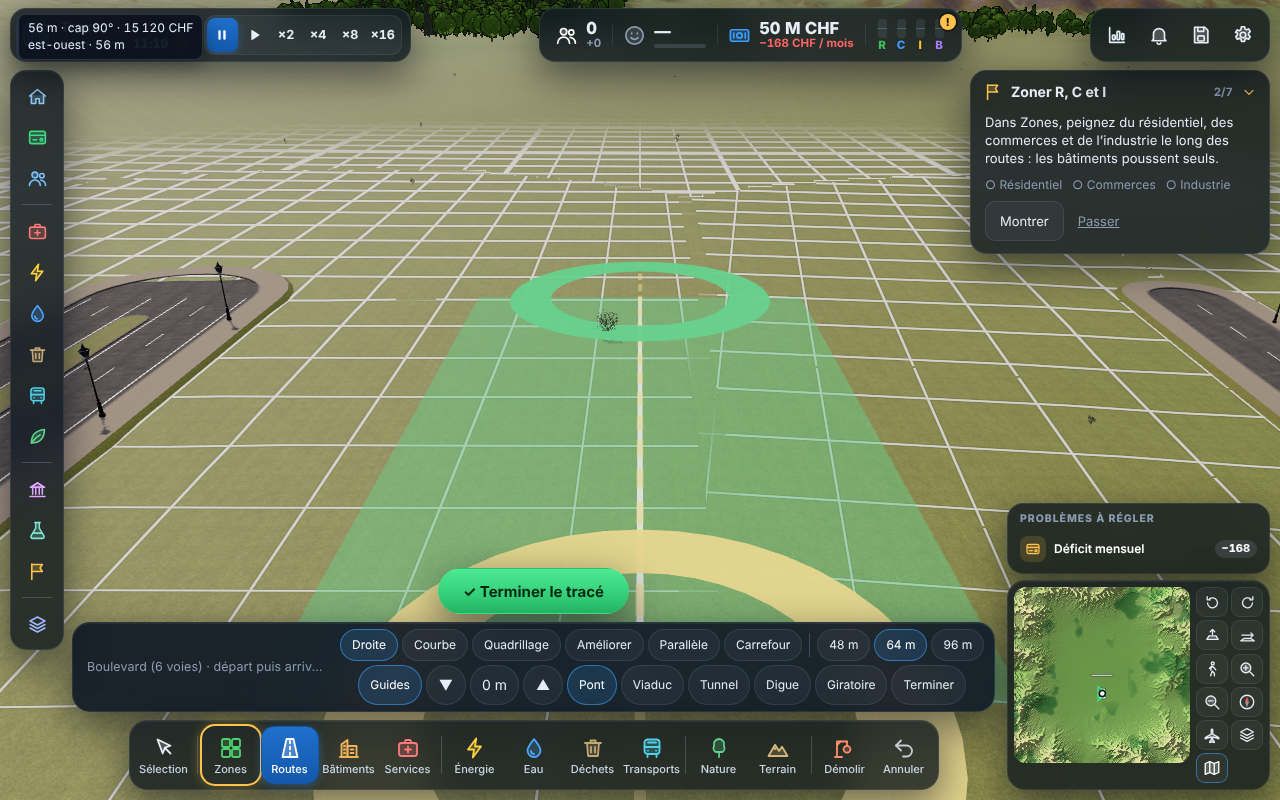 56 m · cap 90° · 15 120 CHF
est-ouest · 56 m
×2
×4
×8
×16
0
+0
—
50 M CHF
−168 CHF / mois
R C I B
!
Zoner R, C et I
2/7
Dans Zones, peignez du résidentiel, des
commerces et de l’industrie le long des
routes : les bâtiments poussent seuls.
Résidentiel Commerces Industrie
Montrer
Passer
PROBLÈMES À RÉGLER
Déficit mensuel
−168
✓ Terminer le tracé
Boulevard (6 voies) · départ puis arriv...
Droite Courbe Quadrillage Améliorer Parallèle Carrefour 48 m 64 m 96 m
Guides ▼ 0 m ▲ Pont Viaduc Tunnel Digue Giratoire Terminer
Sélection Zones Routes Bâtiments Services Énergie Eau Déchets Transports Nature Terrain Démolir Annuler